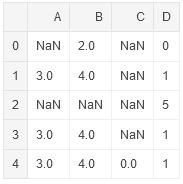 A B C D
0 NaN 2.0 NaN 0
1 3.0 4.0 NaN 1
2 NaN NaN NaN 5
3 3.0 4.0 NaN 1
4 3.0 4.0 0.0 1